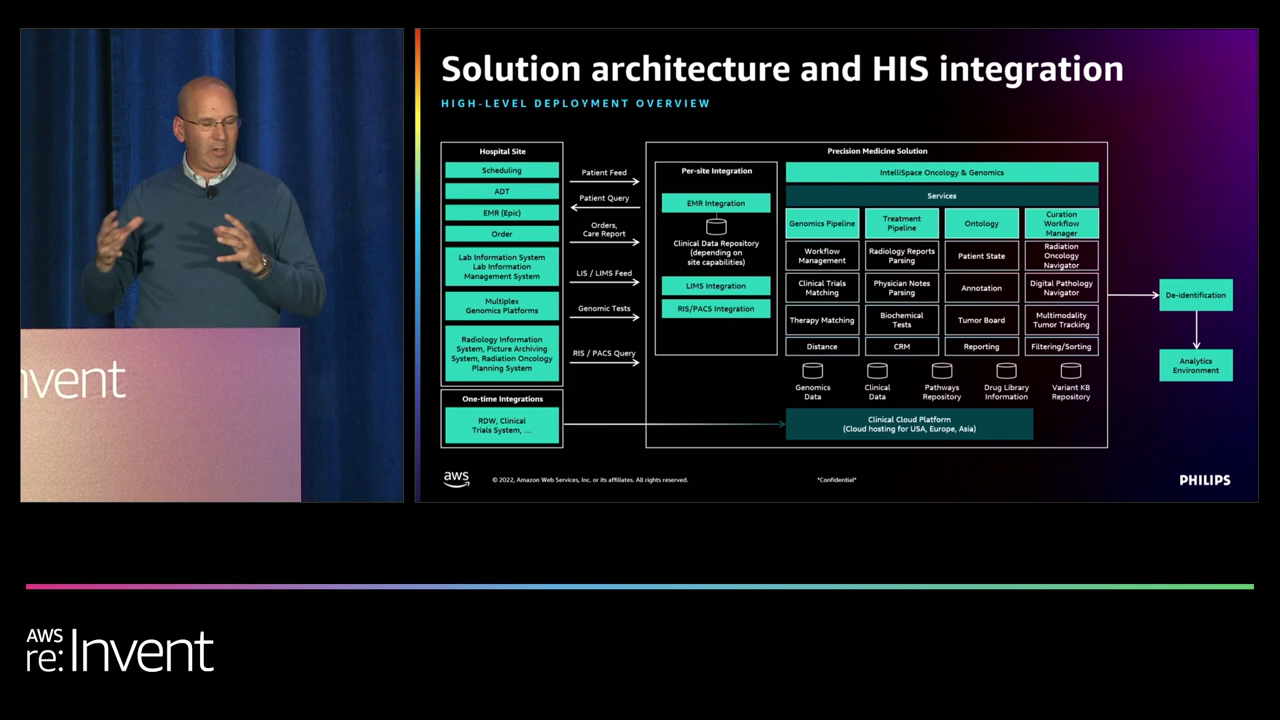 Solution architecture and HIS integration
HIGH-LEVEL DEPLOYMENT OVERVIEW
Hospital Site
Scheduling
ADT
EMR (Epic)
Order
Lab Information System
Lab Information
Management System
Multiplex
Genomics Platforms
Radiology Information
System, Picture Archiving
System, Radiation Oncology
Planning System
One-time Integrations
RDW, Clinical
Trials System, ....
Patient Feed
Patient Query
Orders,
Care Report
LIS / LIMS Feed
Genomic Tests
RIS / PACS Query
Precision Medicine Solution
Per-site Integration
EMR Integration
Clinical Data Repository
(depending on
site capabilities)
LIMS Integration
RIS/PACS Integration
IntelliSpace Oncology & Genomics
Services
Genomics Pipeline
Treatment
Pipeline
Ontology
Curation
Workflow
Manager
Workflow
Management
Radiology Reports
Parsing
Patient State
Radiation
Oncology
Navigator
Clinical Trials
Matching
Physician Notes
Parsing
Annotation
Digital Pathology
Navigator
Therapy Matching
Biochemical
Tests
Tumor Board
Multimodality
Tumor Tracking
Distance
CRM
Reporting
Filtering/Sorting
Genomics
Data
Clinical
Data
Pathways
Repository
Drug Library
Information
Variant KB
Repository
Clinical Cloud Platform
(Cloud hosting for USA, Europe, Asia)
De-identification
Analytics
Environment
aws
© 2022, Amazon Web Services, Inc. or its affiliates. All rights reserved.
*Confidential*
PHILIPS
nvent
AWS
re:Invent